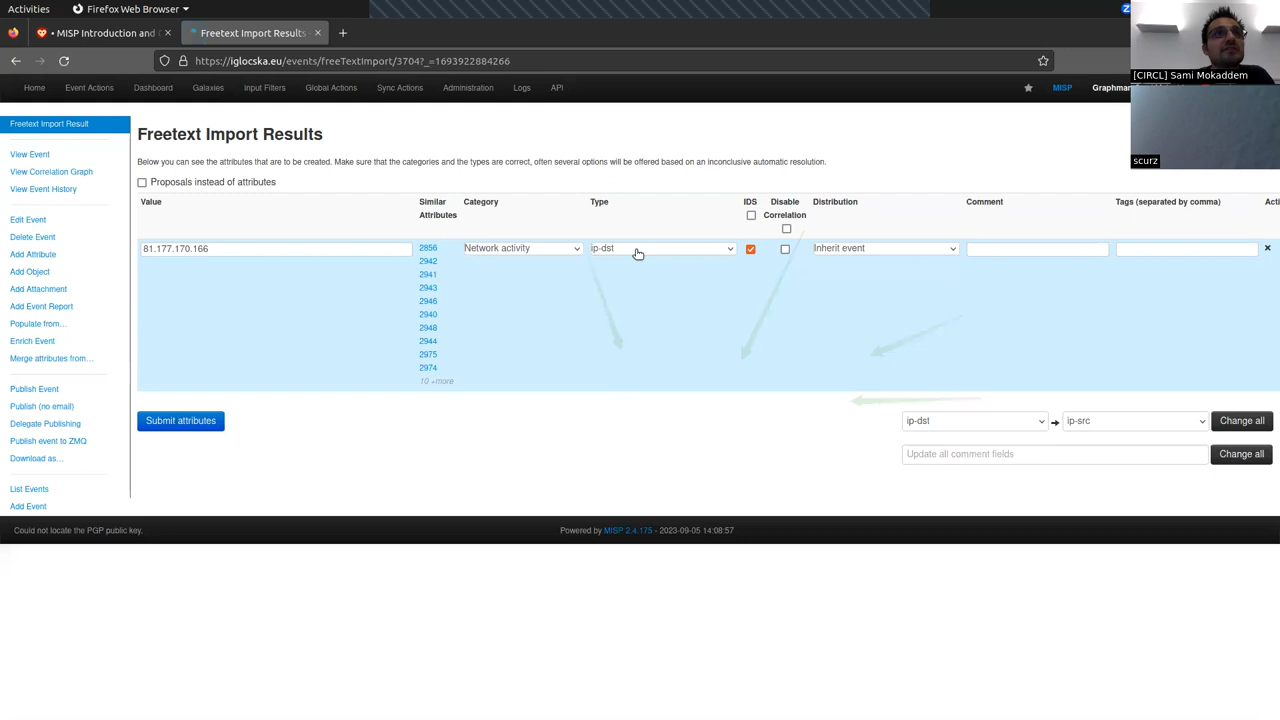 Activities
Firefox Web Browser
Z
MISP Introduction and
Freetext Import Results -
https://iglocska.eu/events/freeTextImport/3704?_=1693922884266
[CIRCL] Sami Mokaddem
Home Event Actions Dashboard Galaxies Input Filters Global Actions Sync Actions Administration Logs API MISP
scurz
Freetext Import Result
View Event
View Correlation Graph
View Event History
Edit Event
Delete Event
Add Attribute
Add Object
Add Attachment
Add Event Report
Populate from...
Enrich Event
Merge attributes from...
Publish Event
Publish (no email)
Delegate Publishing
Publish event to ZMQ
Download as...
List Events
Add Event
Freetext Import Results
Below you can see the attributes that are to be created. Make sure that the categories and the types are correct, often several options will be offered based on an inconclusive automatic resolution.
Proposals instead of attributes
Value Similar Attributes Category Type IDS Disable Correlation Distribution Comment Tags (separated by comma)
81.177.170.166 2856 Network activity ip-dst Inherit event
2942
2941
2943
2946
2940
2948
2944
2975
2974
10 +more
Submit attributes
ip-dst ip-src Change all
Update all comment fields Change all
Could not locate the PGP public key.
Powered by MISP 2.4.175 - 2023-09-05 14:08:57